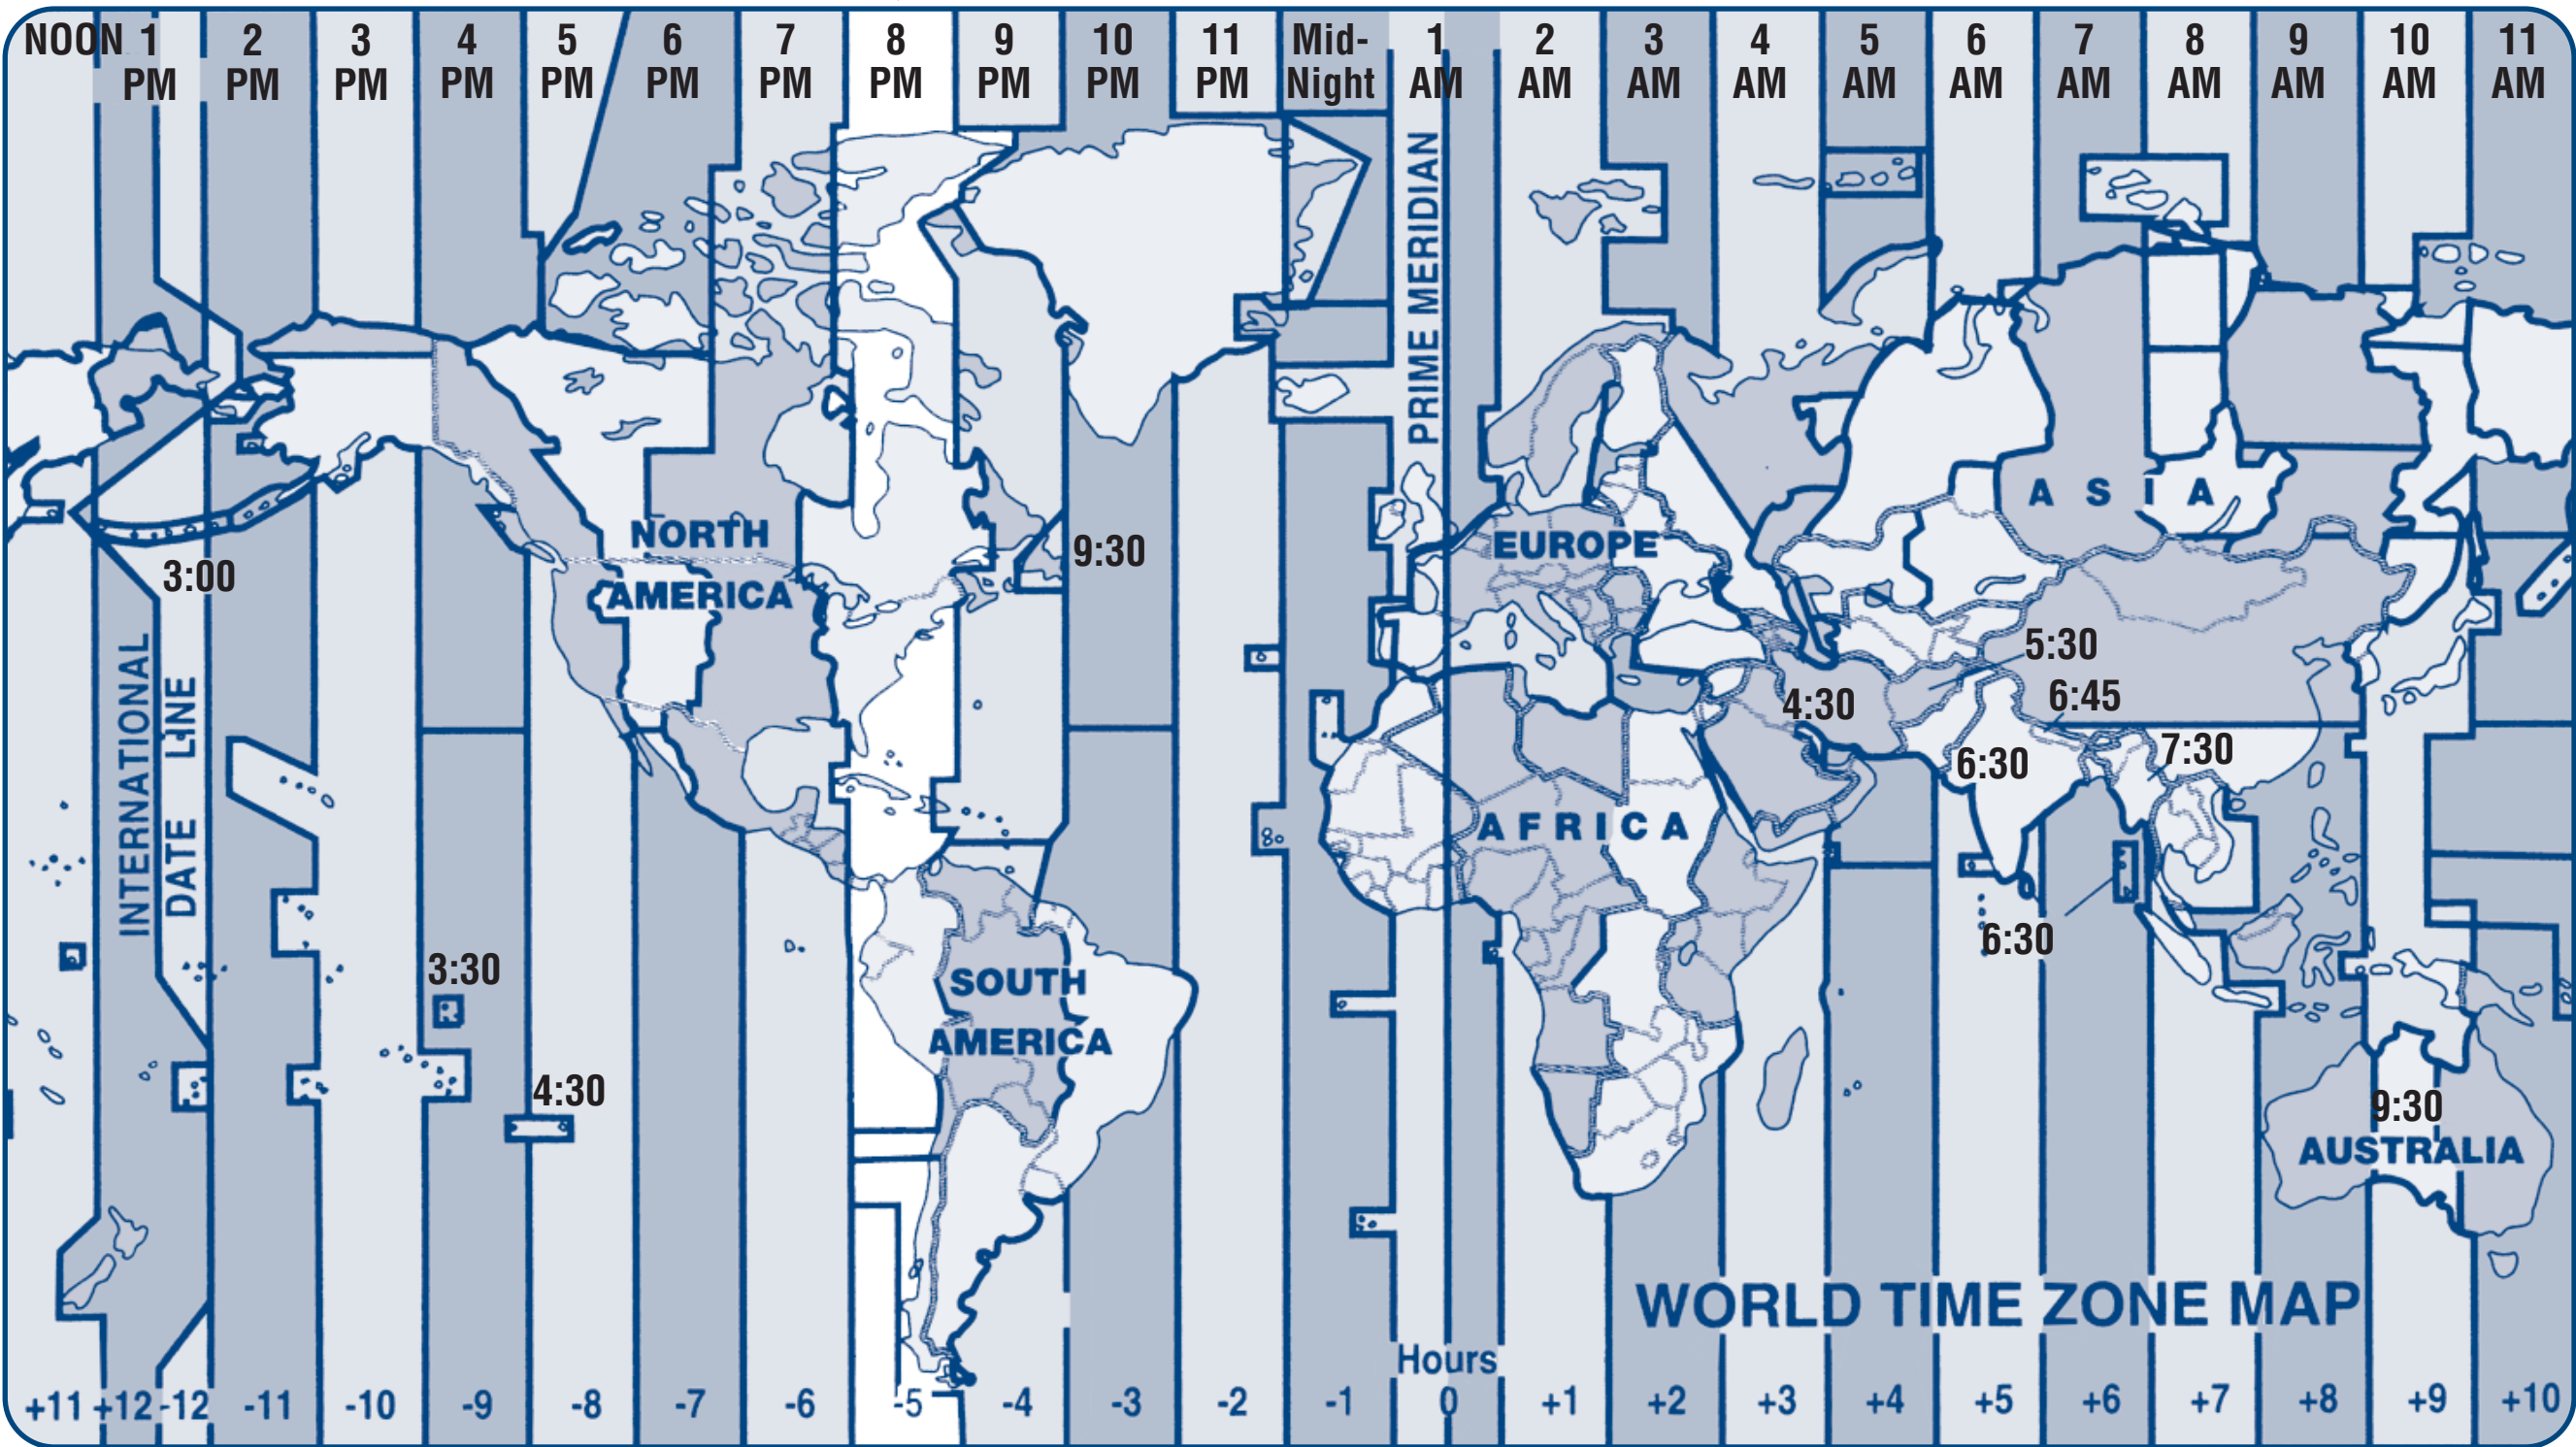 NOON 1 2 3 4 5 6 7 8 9 10 11 Mid- 1 2 3 4 5 6 7 8 9 10 11
PM PM PM PM PM PM PM PM PM PM PM Night AM AM AM AM AM AM AM AM AM AM AM
PRIME MERIDIAN
ASIA
NORTH
AMERICA
9:30
EUROPE
3:00
INTERNATIONAL
DATE LINE
5:30
4:30
6:45
6:30
7:30
AFRICA
6:30
3:30
SOUTH
AMERICA
4:30
9:30
AUSTRALIA
WORLD TIME ZONE MAP
Hours
+11 +12 -12 -11 -10 -9 -8 -7 -6 -5 -4 -3 -2 -1 0 +1 +2 +3 +4 +5 +6 +7 +8 +9 +10